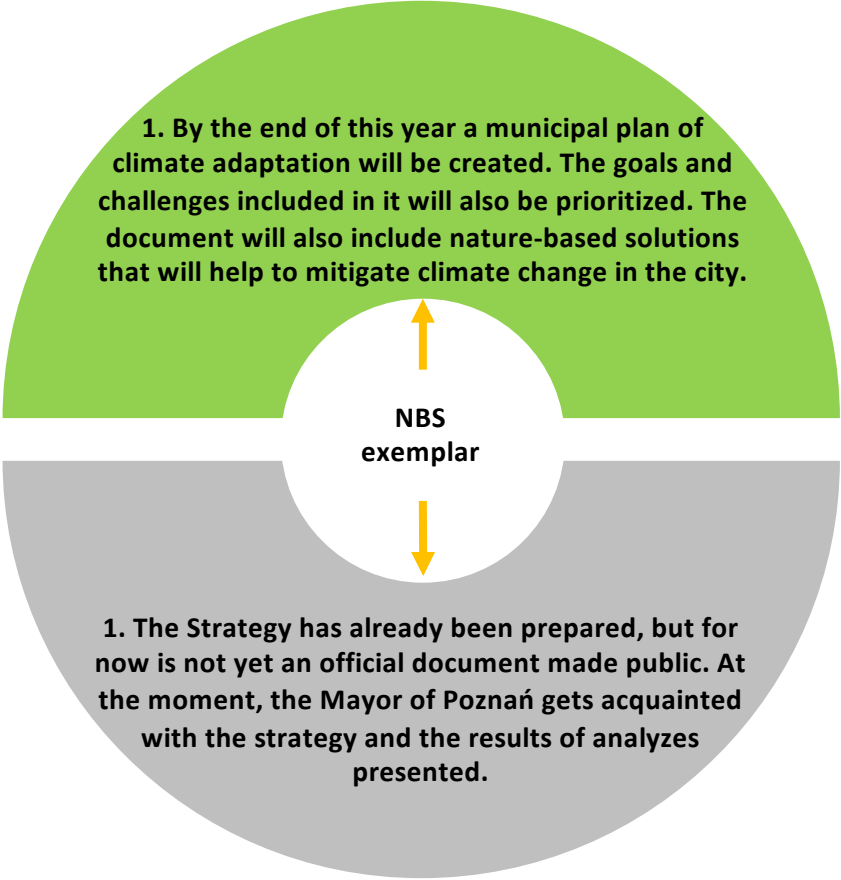 1. By the end of this year a municipal plan of
climate adaptation will be created. The goals and
challenges included in it will also be prioritized. The
document will also include nature-based solutions
that will help to mitigate climate change in the city.
NBS
exemplar
1. The Strategy has already been prepared, but for
now is not yet an official document made public. At
the moment, the Mayor of Poznań gets acquainted
with the strategy and the results of analyzes
presented.